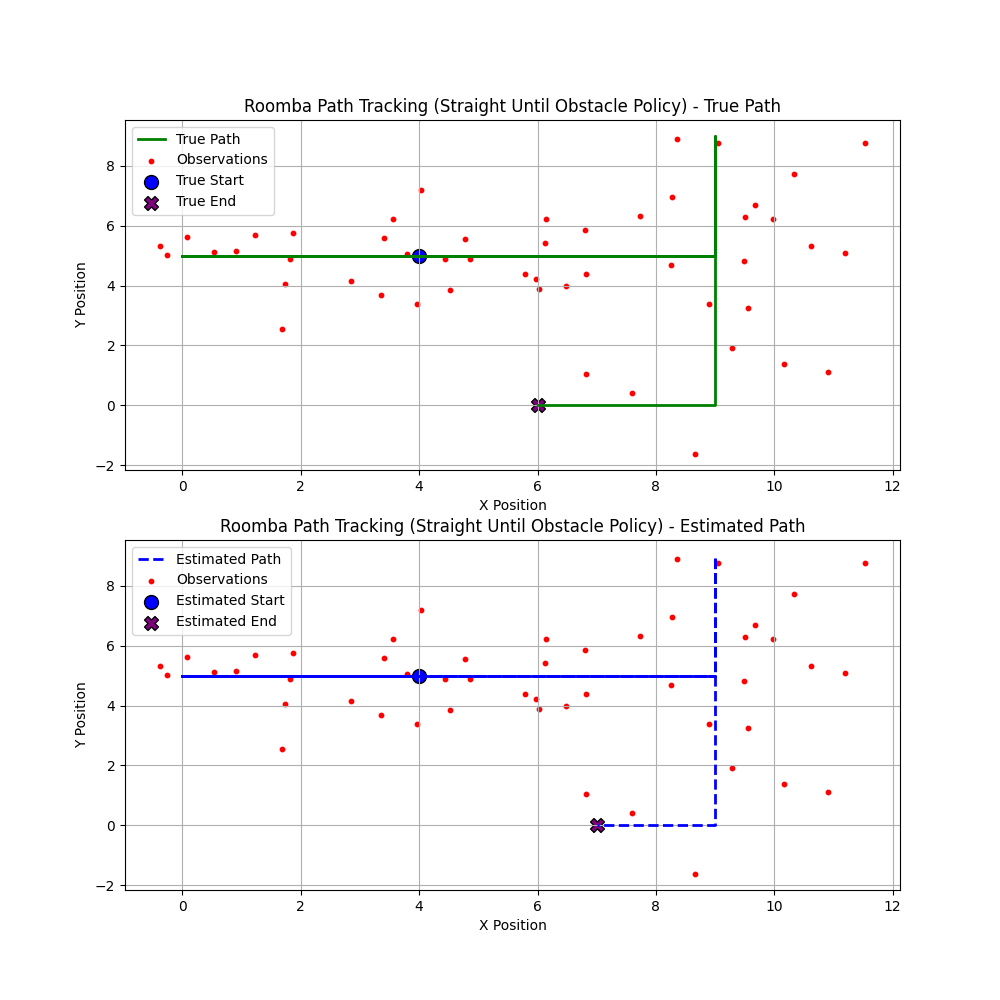 Roomba Path Tracking (Straight Until Obstacle Policy) - True Path
True Path
Observations
True Start
True End
Y Position
8
6
4
2
0
−2
0 2 4 6 8 10 12
X Position
Roomba Path Tracking (Straight Until Obstacle Policy) - Estimated Path
Estimated Path
Observations
Estimated Start
Estimated End
Y Position
8
6
4
2
0
−2
0 2 4 6 8 10 12
X Position